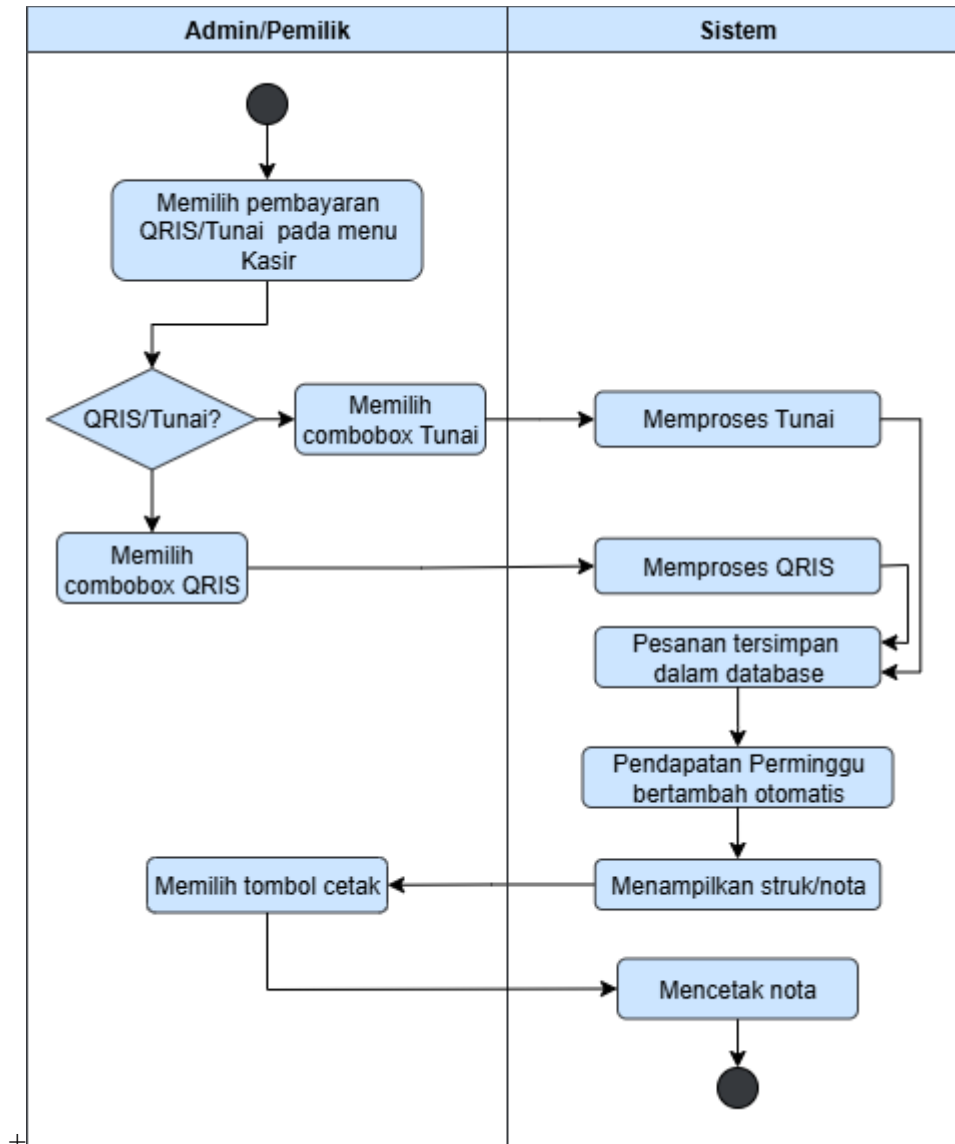 Admin/Pemilik
Sistem
Memilih pembayaran
QRIS/Tunai pada menu
Kasir
QRIS/Tunai?
Memilih
combobox Tunai
Memproses Tunai
Memilih
combobox QRIS
Memproses QRIS
Pesanan tersimpan
dalam database
Pendapatan Perminggu
bertambah otomatis
Menampilkan struk/nota
Memilih tombol cetak
Mencetak nota